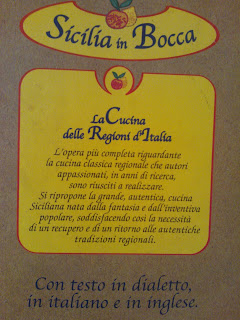 Sicilia in Bocca
La Cucina
delle Regioni d'Italia
L'opera più completa riguardante
la cucina classica regionale che autori
appassionati, in anni di ricerca,
sono riusciti a realizzare.
Si ripropone la grande, autentica, cucina
Siciliana nata dalla fantasia e dall'inventiva
popolare, soddisfacendo così la necessità
di un recupero e di un ritorno alle autentiche
tradizioni regionali.
Con testo in dialetto,
in italiano e in inglese.